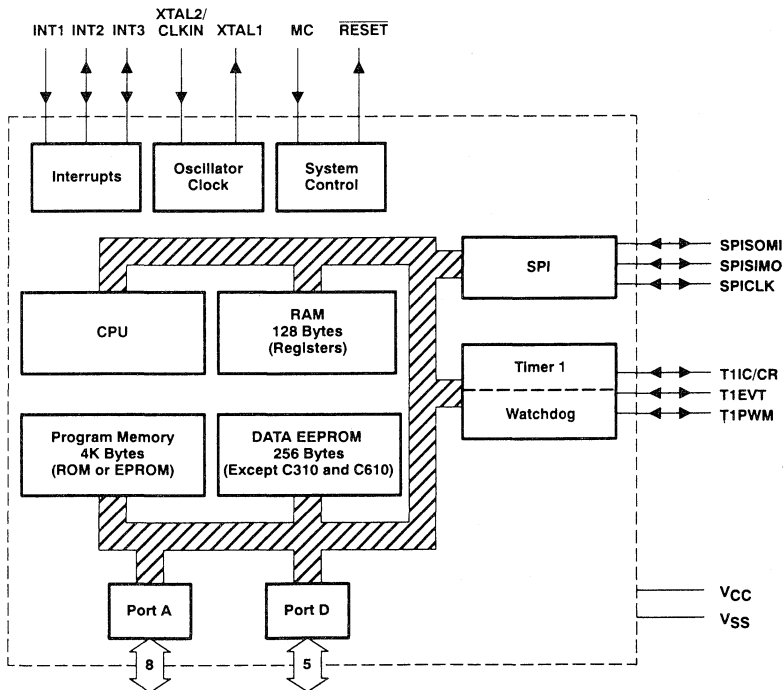 INT1 INT2 INT3 XTAL2/
CLKIN XTAL1 MC RESET
Interrupts
Oscillator
Clock
System
Control
SPI
SPISOMI
SPISIMO
SPICLK
CPU
RAM
128 Bytes
(Registers)
Timer 1
Watchdog
T1IC/CR
T1EVT
T1PWM
Program Memory
4K Bytes
(ROM or EPROM)
DATA EEPROM
256 Bytes
(Except C310 and C610)
Port A
Port D
VCC
VSS
8
5